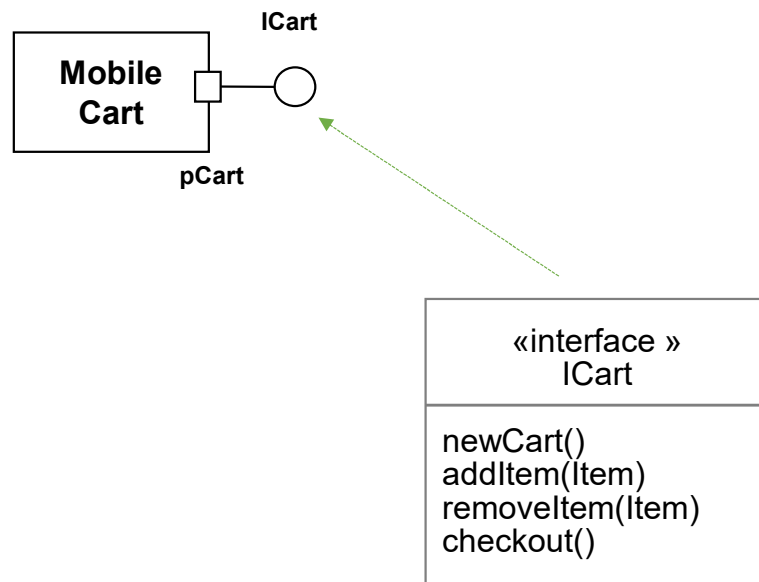 ICart
Mobile
Cart
pCart
«interface »
ICart
newCart()
addItem(Item)
removeItem(Item)
checkout()